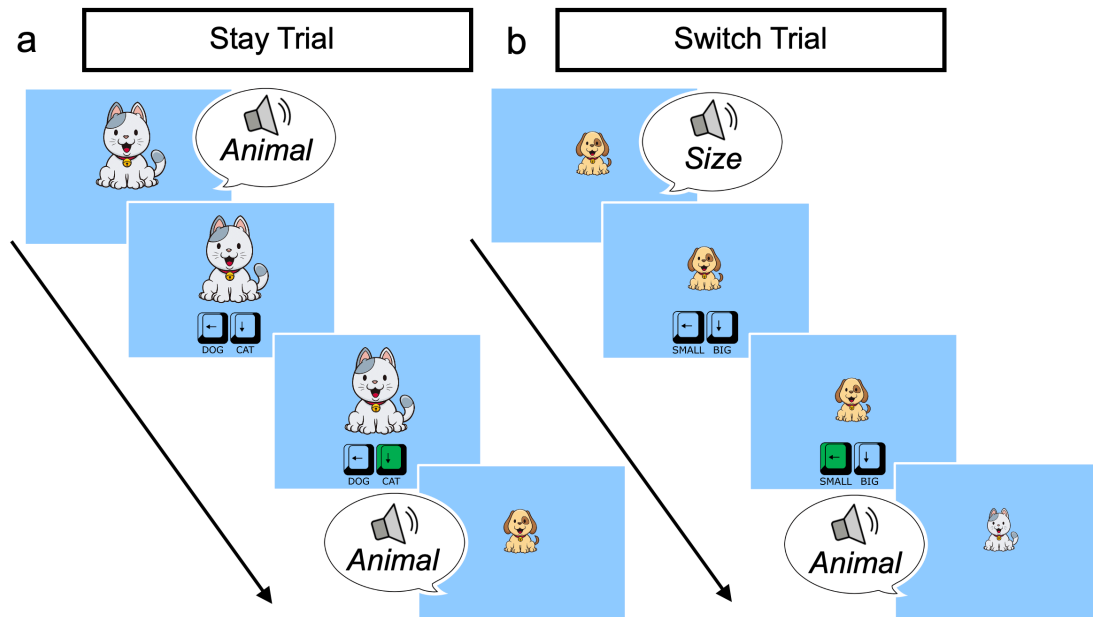 a
Stay Trial
Animal
DOG CAT
DOG CAT
Animal
b
Switch Trial
Size
SMALL BIG
SMALL BIG
Animal